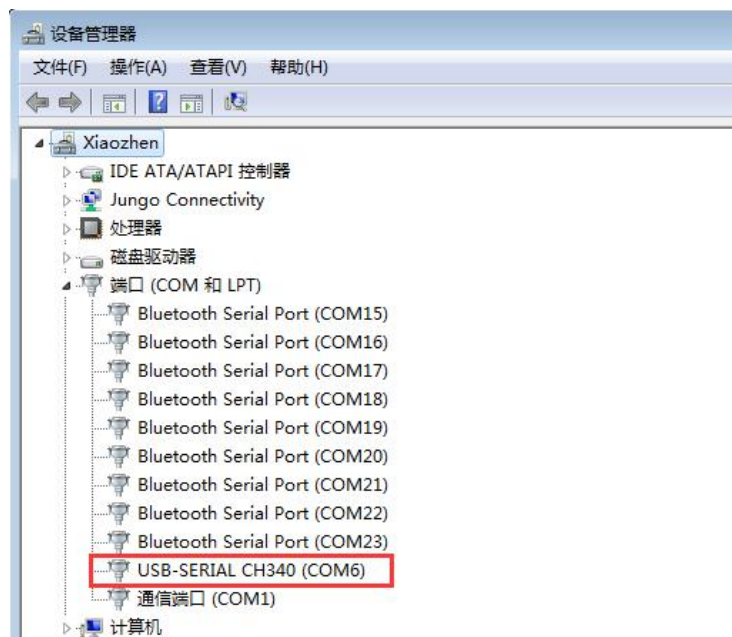 设备管理器
文件(F) 操作(A) 查看(V) 帮助(H)
Xiaozhen
IDE ATA/ATAPI 控制器
Jungo Connectivity
处理器
磁盘驱动器
端口 (COM 和 LPT)
Bluetooth Serial Port (COM15)
Bluetooth Serial Port (COM16)
Bluetooth Serial Port (COM17)
Bluetooth Serial Port (COM18)
Bluetooth Serial Port (COM19)
Bluetooth Serial Port (COM20)
Bluetooth Serial Port (COM21)
Bluetooth Serial Port (COM22)
Bluetooth Serial Port (COM23)
USB-SERIAL CH340 (COM6)
通信端口 (COM1)
计算机